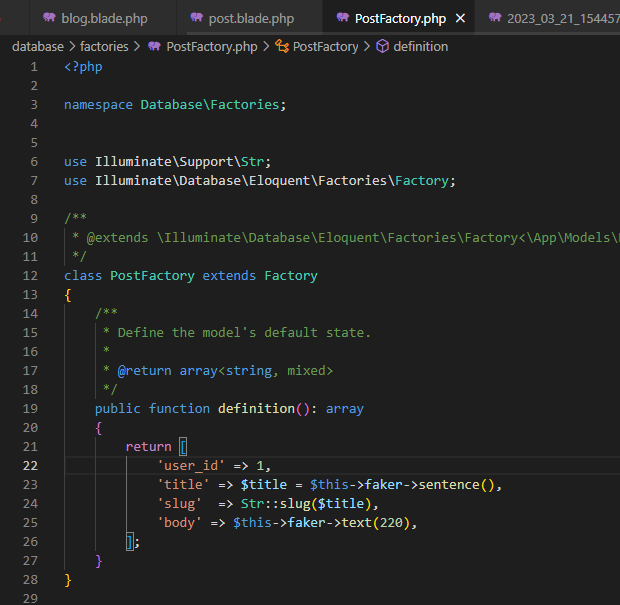 blog.blade.php post.blade.php PostFactory.php × 2023_03_21_154457
database > factories > PostFactory.php > PostFactory > definition
1 <?php
2
3 namespace Database\Factories;
4
5
6 use Illuminate\Support\Str;
7 use Illuminate\Database\Eloquent\Factories\Factory;
8
9 /**
10 * @extends \Illuminate\Database\Eloquent\Factories\Factory<\App\Models\
11 */
12 class PostFactory extends Factory
13 {
14 /**
15 * Define the model's default state.
16 *
17 * @return array<string, mixed>
18 */
19 public function definition(): array
20 {
21 return [
22 'user_id' => 1,
23 'title' => $title = $this->faker->sentence(),
24 'slug'  => Str::slug($title),
25 'body' => $this->faker->text(220),
26 ];
27 }
28 }
29